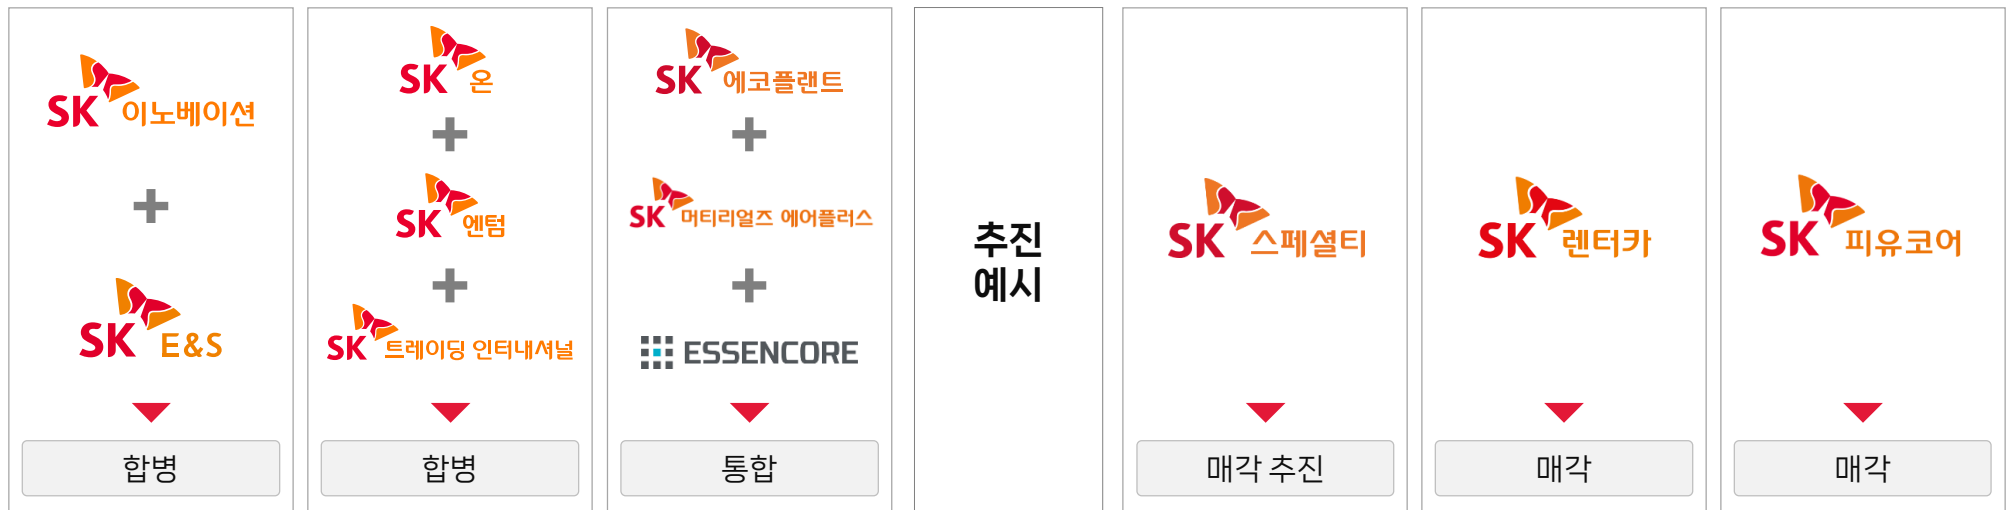 SK 이노베이션
SK E&S
합병
SK 온
SK 엔텀
SK 트레이딩 인터내셔널
합병
SK 에코플랜트
SK 머티리얼즈 에어플러스
ESSENCORE
통합
추진
예시
SK 스페셜티
매각 추진
SK 렌터카
매각
SK 피유코어
매각